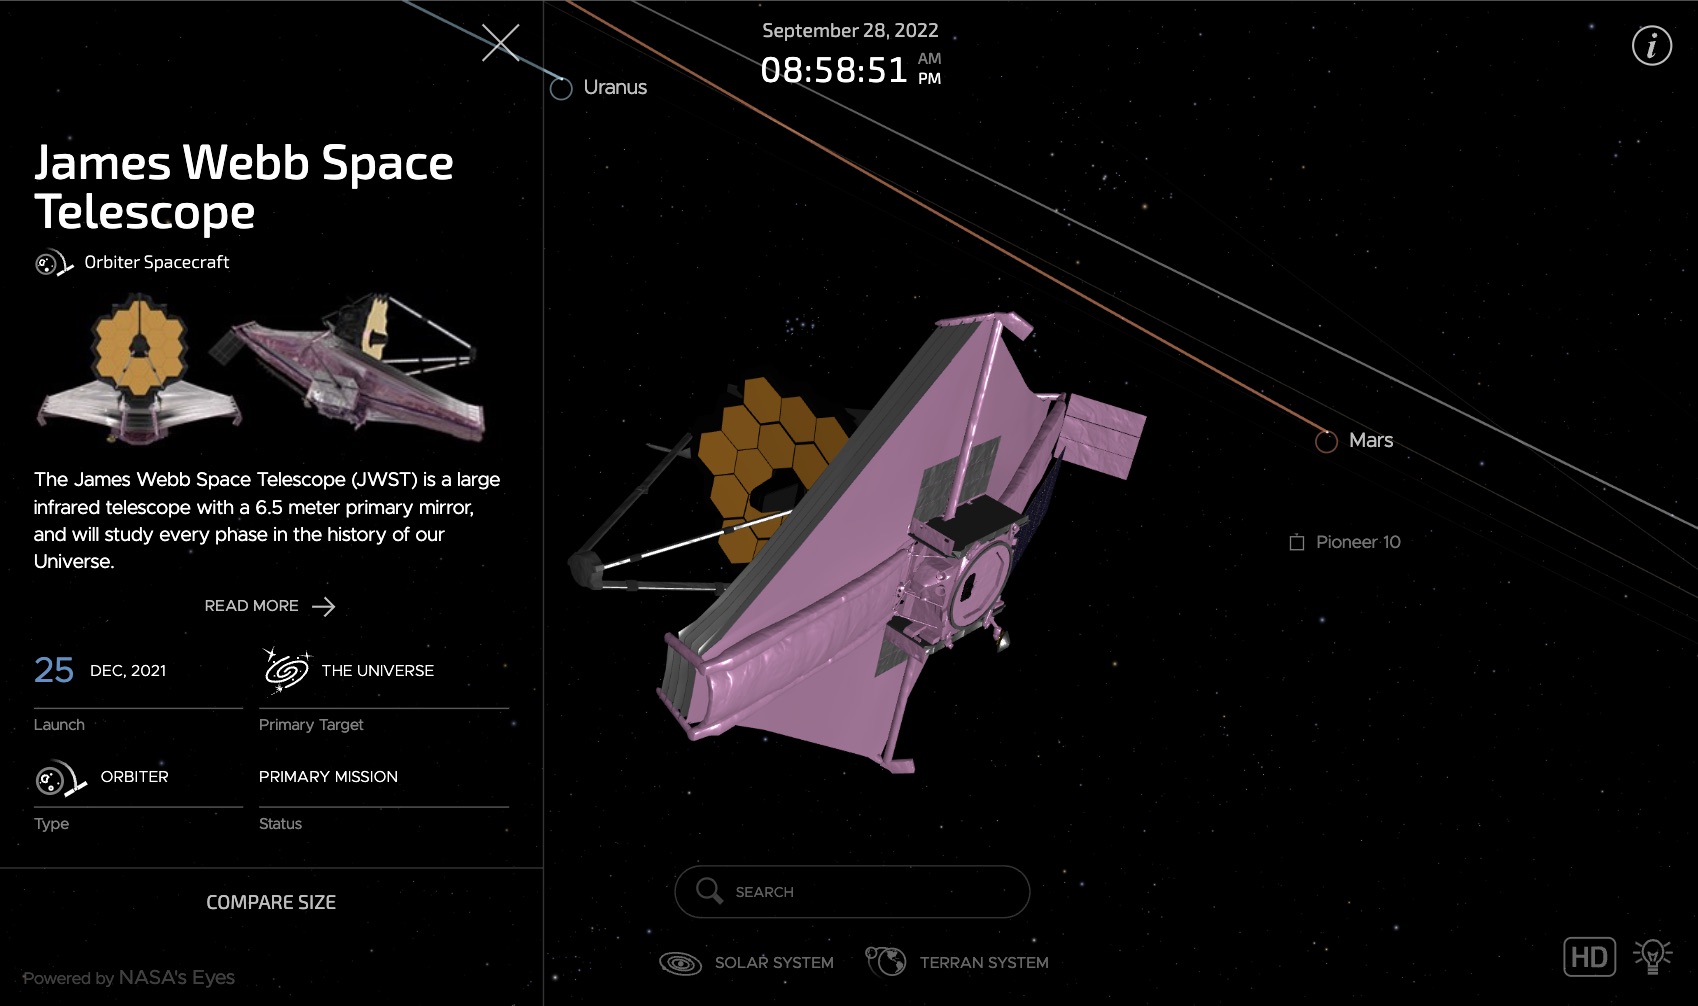 September 28, 2022
08:58:51 AM
PM
Uranus
James Webb Space
Telescope
Orbiter Spacecraft
The James Webb Space Telescope (JWST) is a large
infrared telescope with a 6.5 meter primary mirror,
and will study every phase in the history of our
Universe.
READ MORE
25 DEC, 2021
Launch
THE UNIVERSE
Primary Target
ORBITER
Type
PRIMARY MISSION
Status
COMPARE SIZE
Powered by NASA's Eyes
Mars
Pioneer 10
SEARCH
SOLAR SYSTEM
TERRAN SYSTEM
HD
i